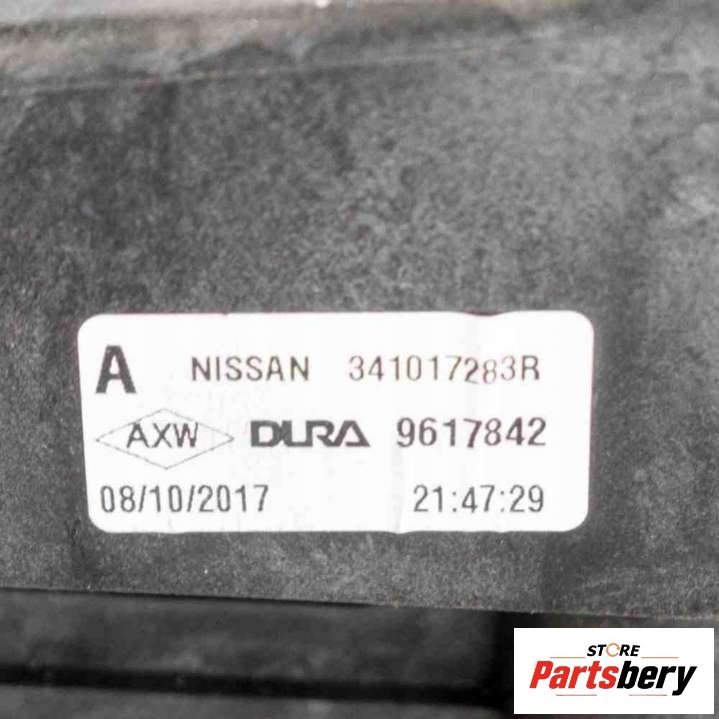 A NISSAN 341017283R
AXW DURA 9617842
08/10/2017 21:47:29
STORE
Partsbery